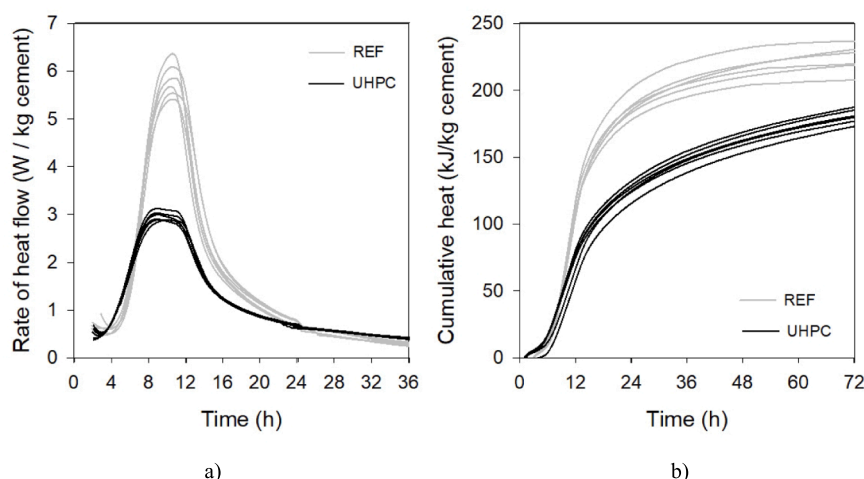 Rate of heat flow (W / kg cement)
7
6
5
4
3
2
1
0
REF
UHPC
0 4 8 12 16 20 24 28 32 36
Time (h)
a)
Cumulative heat (kJ/kg cement)
250
200
150
100
50
0
REF
UHPC
0 12 24 36 48 60 72
Time (h)
b)